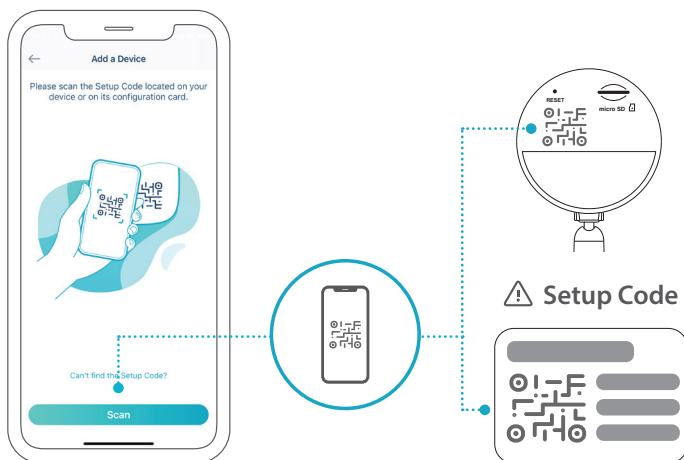 Add a Device
Please scan the Setup Code located on your
device or on its configuration card.
Can't find the Setup Code?
Scan
RESET
micro SD
Setup Code